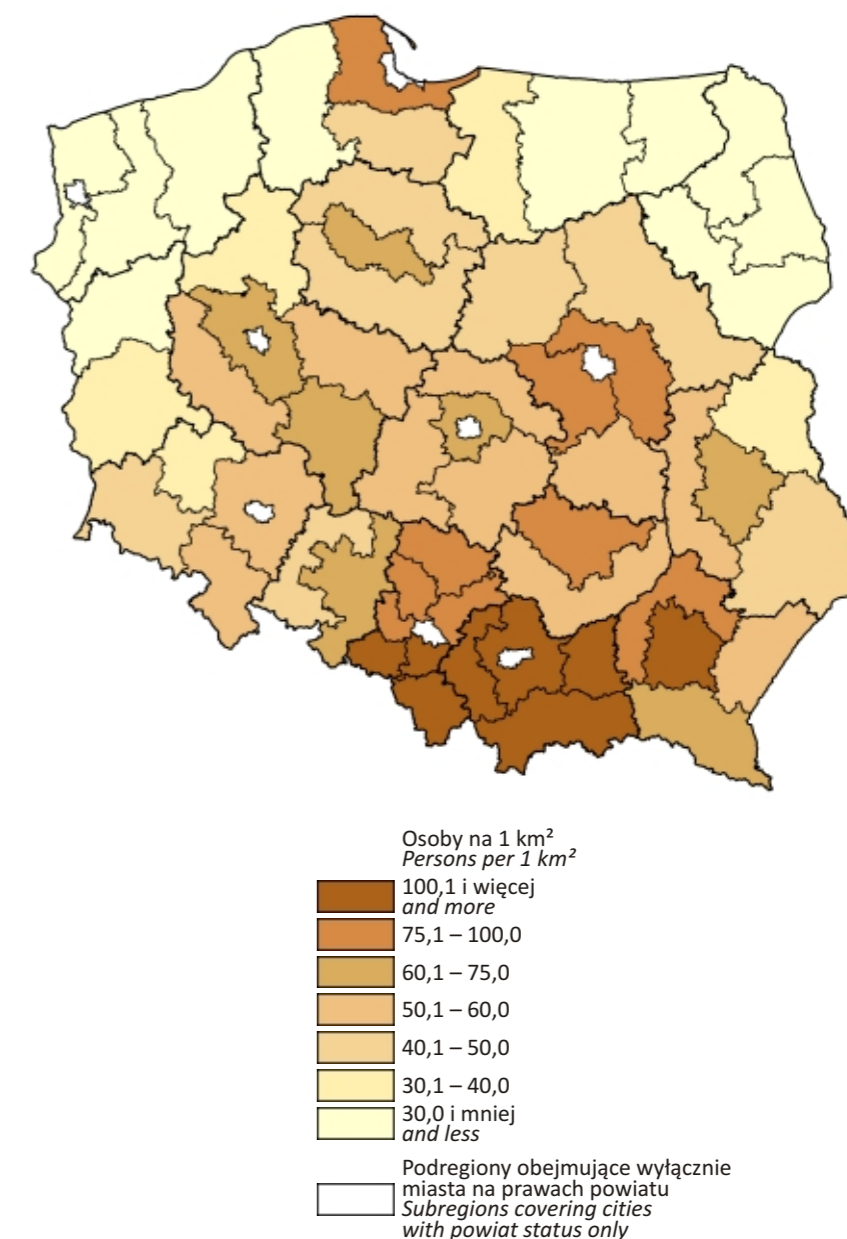 Osoby na 1 km²
Persons per 1 km²
100,1 i więcej
and more
75,1 – 100,0
60,1 – 75,0
50,1 – 60,0
40,1 – 50,0
30,1 – 40,0
30,0 i mniej
and less
Podregiony obejmujące wyłącznie
miasta na prawach powiatu
Subregions covering cities
with powiat status only